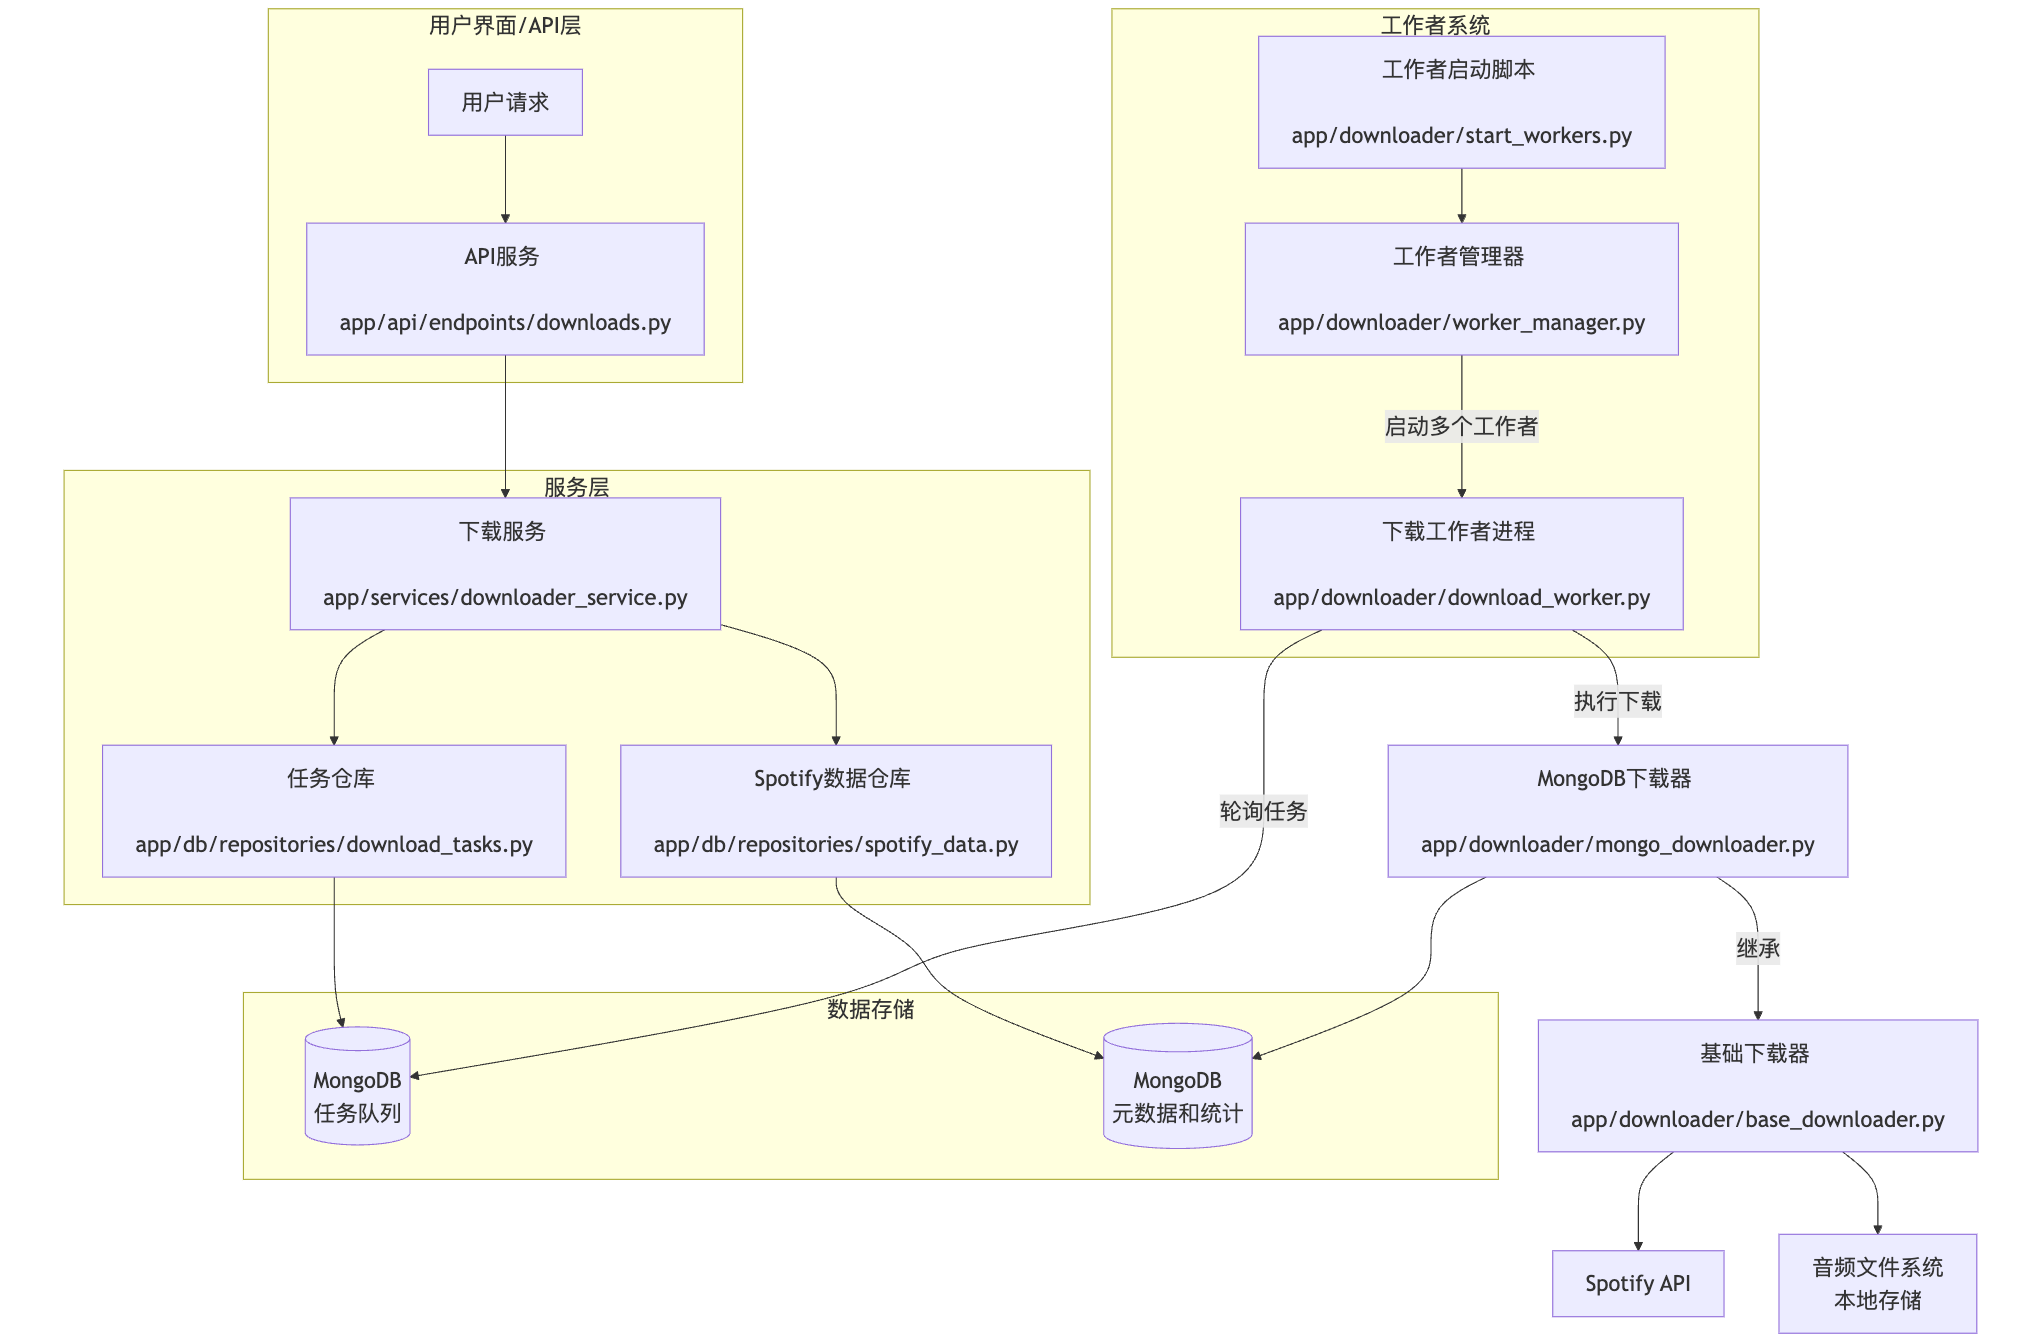 用户界面/API层
用户请求
API服务
app/api/endpoints/downloads.py
工作者系统
工作者启动脚本
app/downloader/start_workers.py
工作者管理器
app/downloader/worker_manager.py
启动多个工作者
下载工作者进程
app/downloader/download_worker.py
服务层
下载服务
app/services/downloader_service.py
任务仓库
app/db/repositories/download_tasks.py
Spotify数据仓库
app/db/repositories/spotify_data.py
轮询任务
执行下载
MongoDB下载器
app/downloader/mongo_downloader.py
继承
数据存储
MongoDB
任务队列
MongoDB
元数据和统计
基础下载器
app/downloader/base_downloader.py
Spotify API
音频文件系统
本地存储